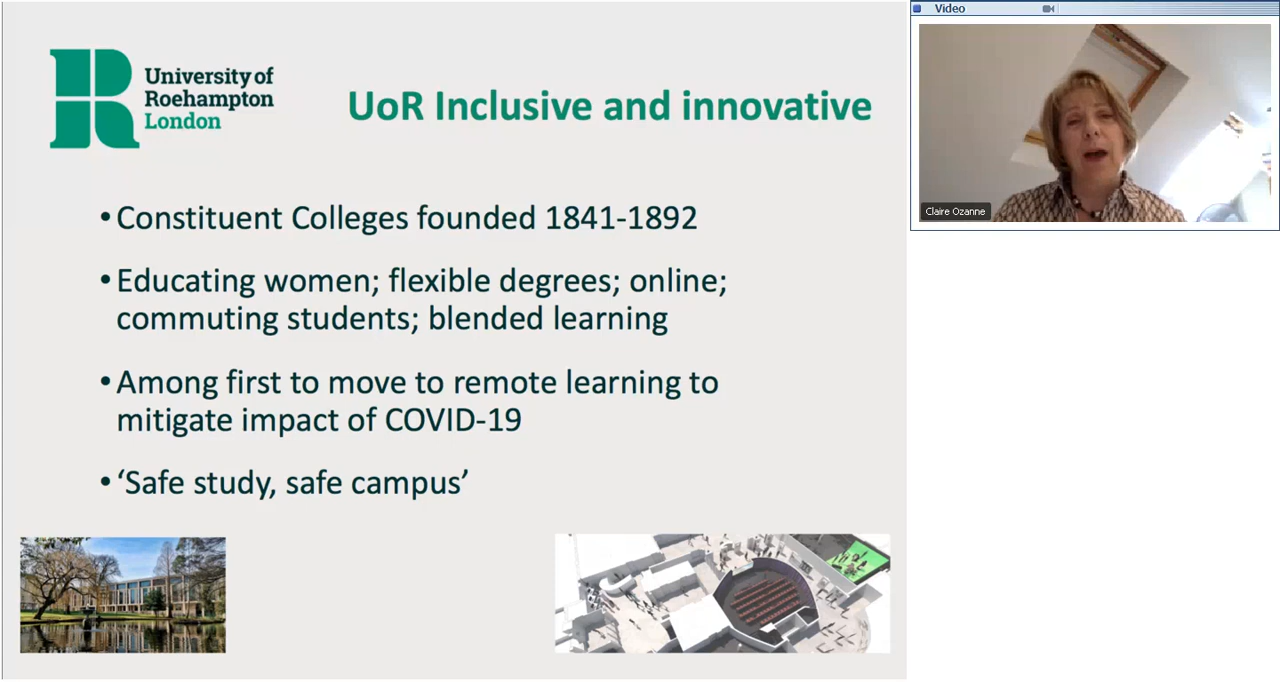 University of
Roehampton
London
UoR Inclusive and innovative
•Constituent Colleges founded 1841-1892
•Educating women; flexible degrees; online;
commuting students; blended learning
•Among first to move to remote learning to
mitigate impact of COVID-19
•‘Safe study, safe campus’
Video
Claire Ozanne